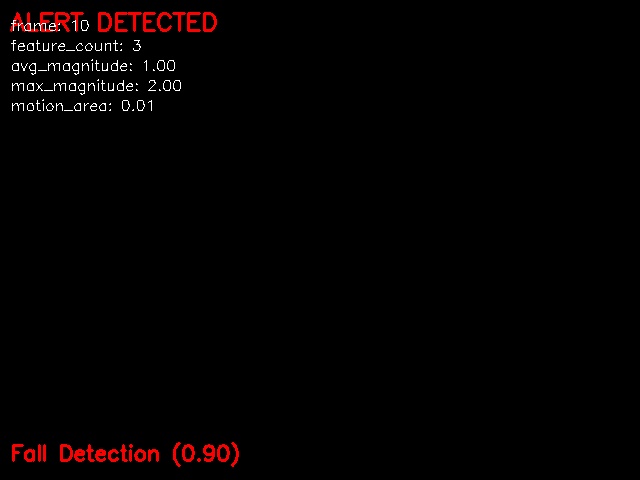 ALERT DETECTED
frame: 10
feature_count: 3
avg_magnitude: 1.00
max_magnitude: 2.00
motion_area: 0.01
Fall Detection (0.90)